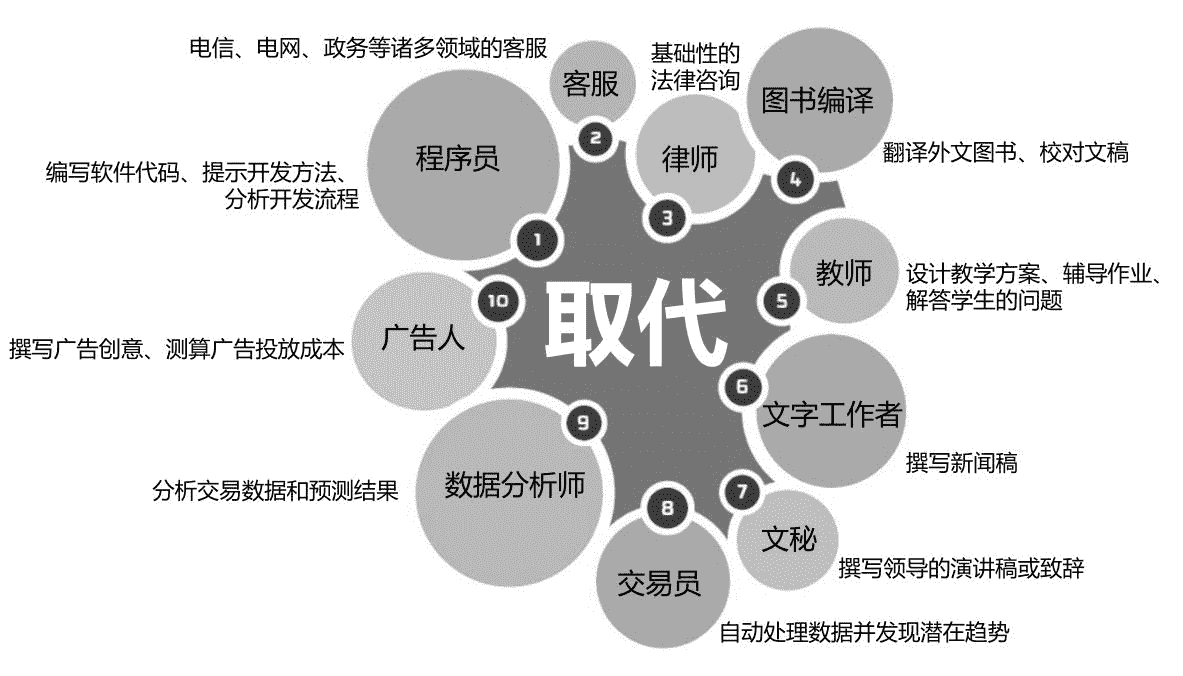 取代
1
程序员
编写软件代码、提示开发方法、
分析开发流程
2
客服
电信、电网、政务等诸多领域的客服
3
律师
基础性的
法律咨询
4
图书编译
翻译外文图书、校对文稿
5
教师
设计教学方案、辅导作业、
解答学生的问题
6
文字工作者
撰写新闻稿
7
文秘
撰写领导的演讲稿或致辞
8
交易员
自动处理数据并发现潜在趋势
9
数据分析师
分析交易数据和预测结果
10
广告人
撰写广告创意、测算广告投放成本